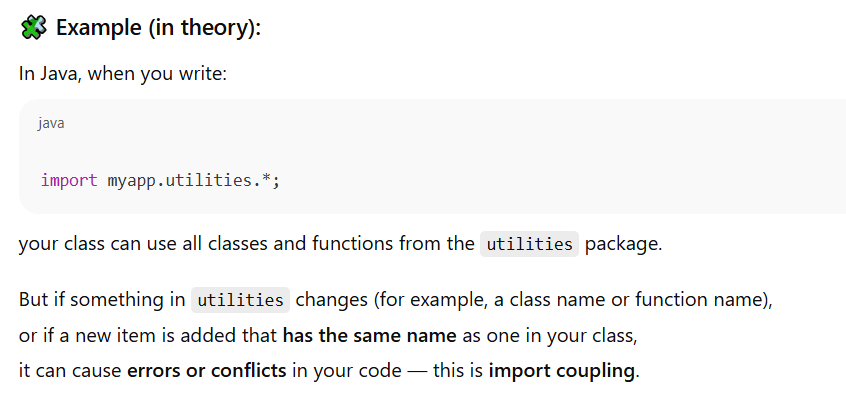 Example (in theory):
In Java, when you write:
java
import myapp.utilities.*;
your class can use all classes and functions from the utilities package.
But if something in utilities changes (for example, a class name or function name),
or if a new item is added that has the same name as one in your class,
it can cause errors or conflicts in your code — this is import coupling.